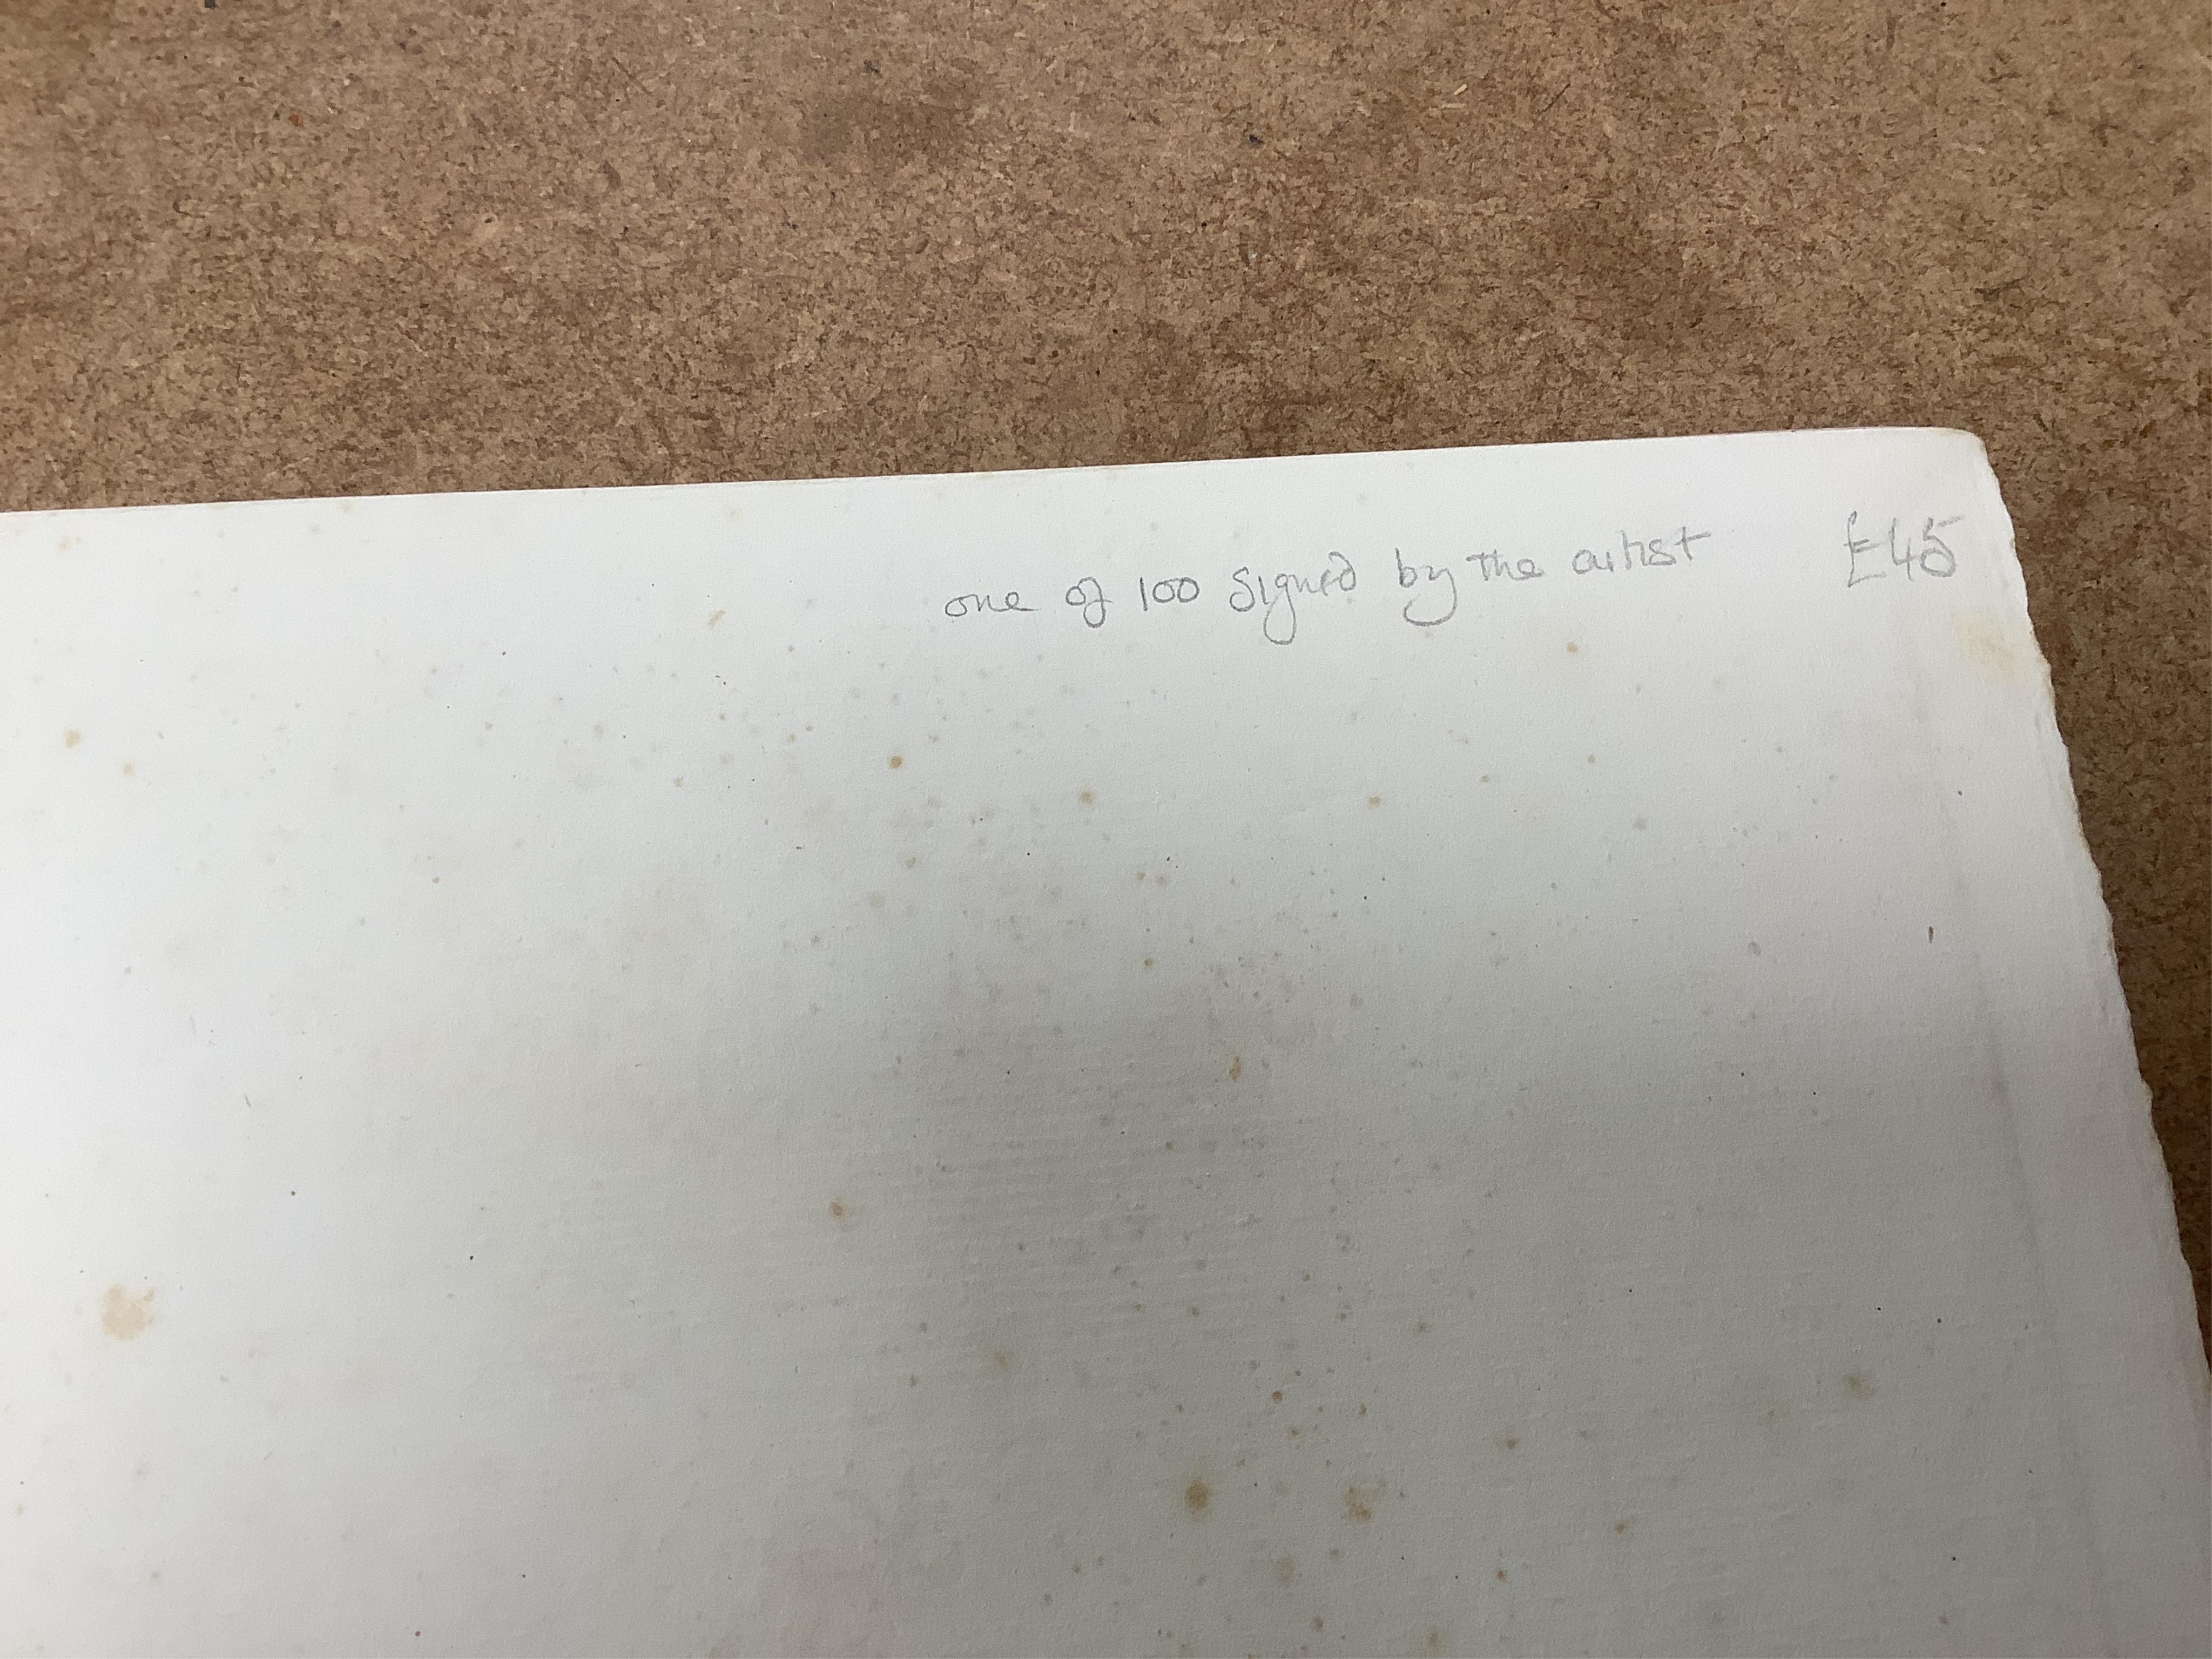 one of 100 signed by the artist £45